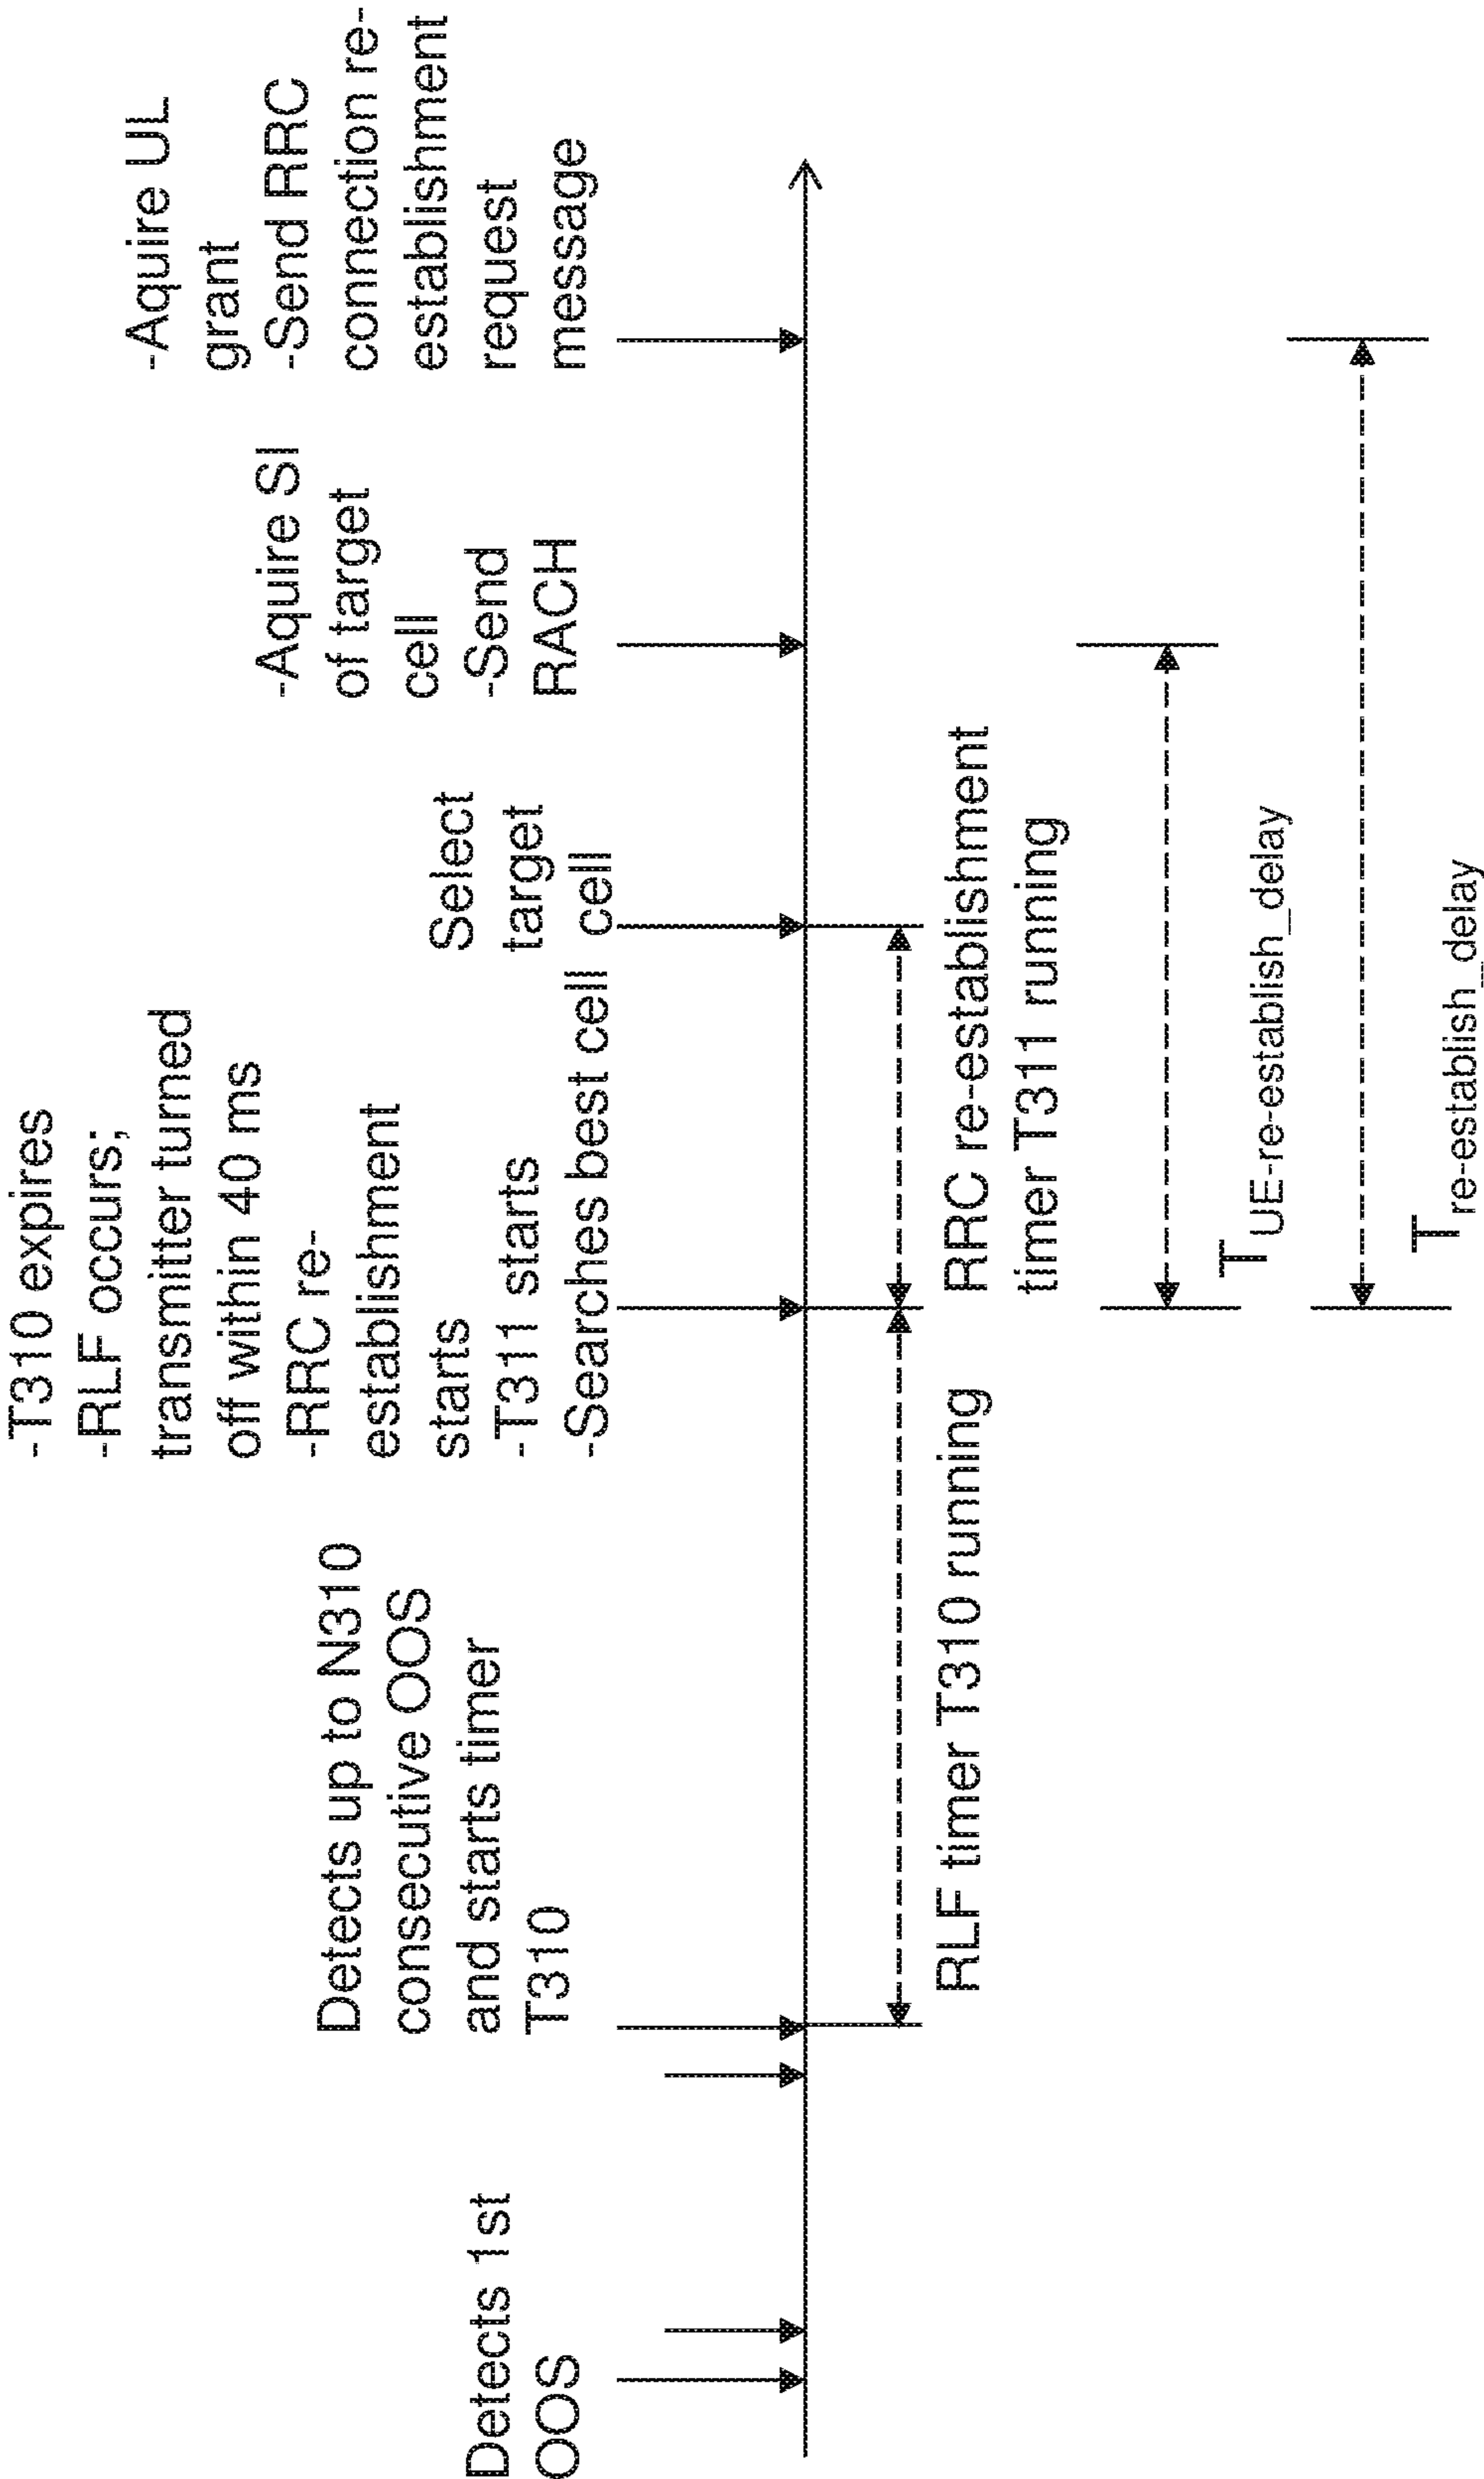 Detects 1st
OOS
Detects up to N310
consecutive OOS
and starts timer
T310
-T310 expires
-RLF occurs;
transmitter turned
off within 40 ms
-RRC re-
establishment
starts
-T311 starts
-Searches best cell
Select
target
cell
-Aquire SI
of target
cell
-Send
RACH
-Aquire UL
grant
-Send RRC
connection re-
establishment
request
message
RLF timer T310 running
RRC re-establishment
timer T311 running
T UE-re-establish_delay
T re-establish_delay